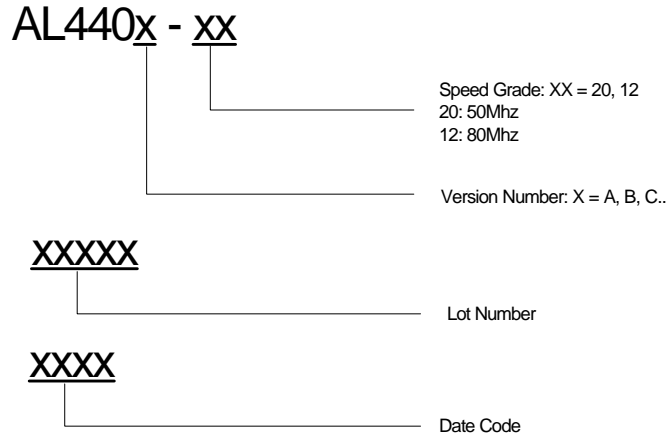 AL440x - xx
Speed Grade: XX = 20, 12
20: 50Mhz
12: 80Mhz
Version Number: X = A, B, C..
xxxxx
Lot Number
xxxx
Date Code